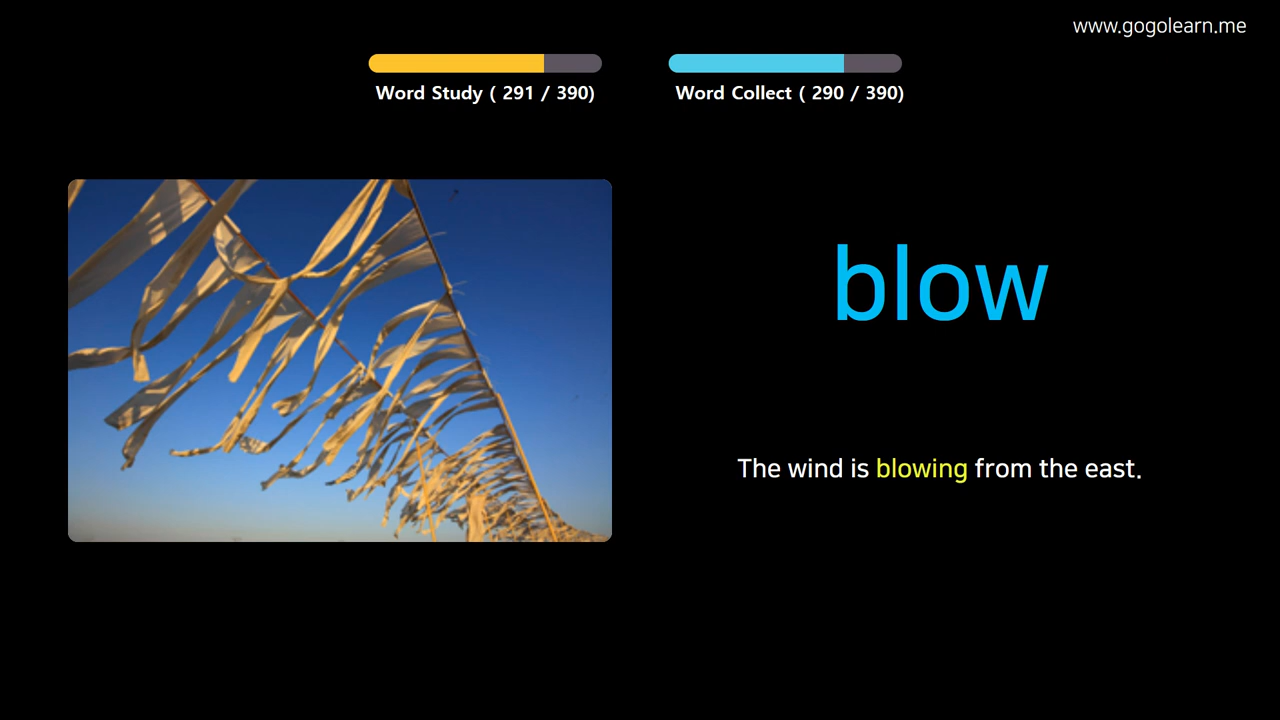 www.gogolearn.me
Word Study ( 291 / 390)
Word Collect ( 290 / 390)
blow
The wind is blowing from the east.